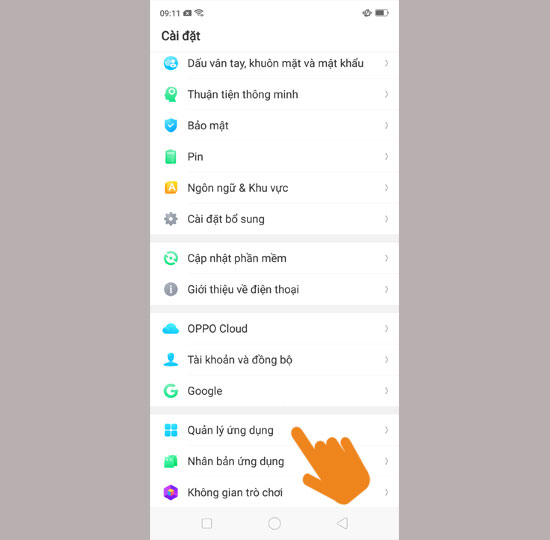 09:11
Cài đặt
Dấu vân tay, khuôn mặt và mật khẩu
Thuận tiện thông minh
Bảo mật
Pin
Ngôn ngữ & Khu vực
Cài đặt bổ sung
Cập nhật phần mềm
Giới thiệu về điện thoại
OPPO Cloud
Tài khoản và đồng bộ
Google
Quản lý ứng dụng
Nhân bản ứng dụng
Không gian trò chơi